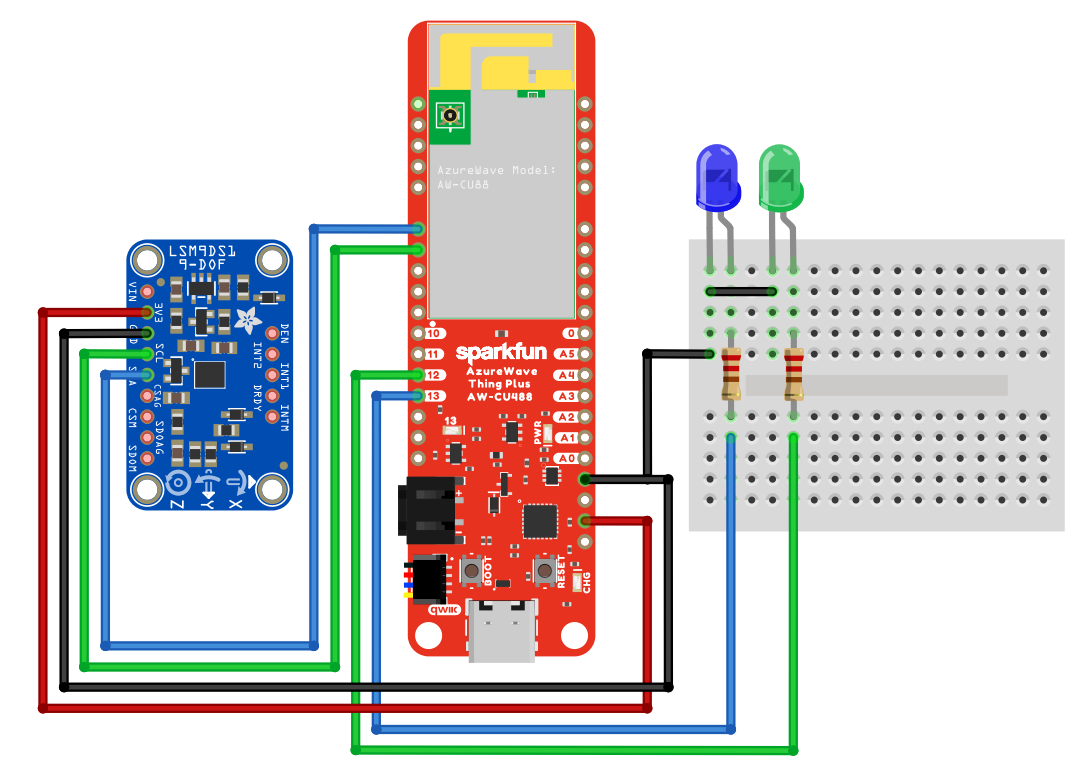 LSM9DS1
9-DOF
VIN
3V3
SCL
CSAG
CSM
SDOAG
SDOM
DEN
INT2
INT1
DRDY
INTM
Z
Y
X
AzureWave Model:
AW-CU88
10
11
12
13
0
A5
A4
A3
A2
A1
A0
sparkfun
AzureWave
Thing Plus
AW-CU488
13
PWR
+
BOOT
RESET
CHG
qwiic